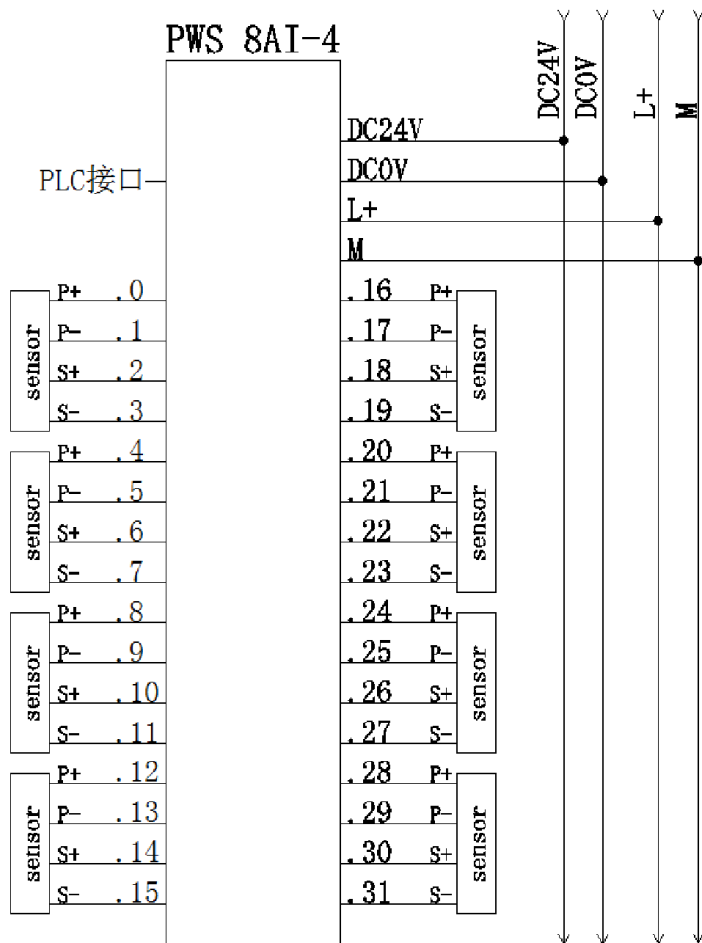 PWS 8AI-4
DC24V
DC0V
L+
M
DC24V
PLC接口
DC0V
L+
M
sensor
P+ .0
P- .1
S+ .2
S- .3
sensor
P+ .4
P- .5
S+ .6
S- .7
sensor
P+ .8
P- .9
S+ .10
S- .11
sensor
P+ .12
P- .13
S+ .14
S- .15
.16 P+
.17 P-
.18 S+
.19 S-
sensor
.20 P+
.21 P-
.22 S+
.23 S-
sensor
.24 P+
.25 P-
.26 S+
.27 S-
sensor
.28 P+
.29 P-
.30 S+
.31 S-
sensor